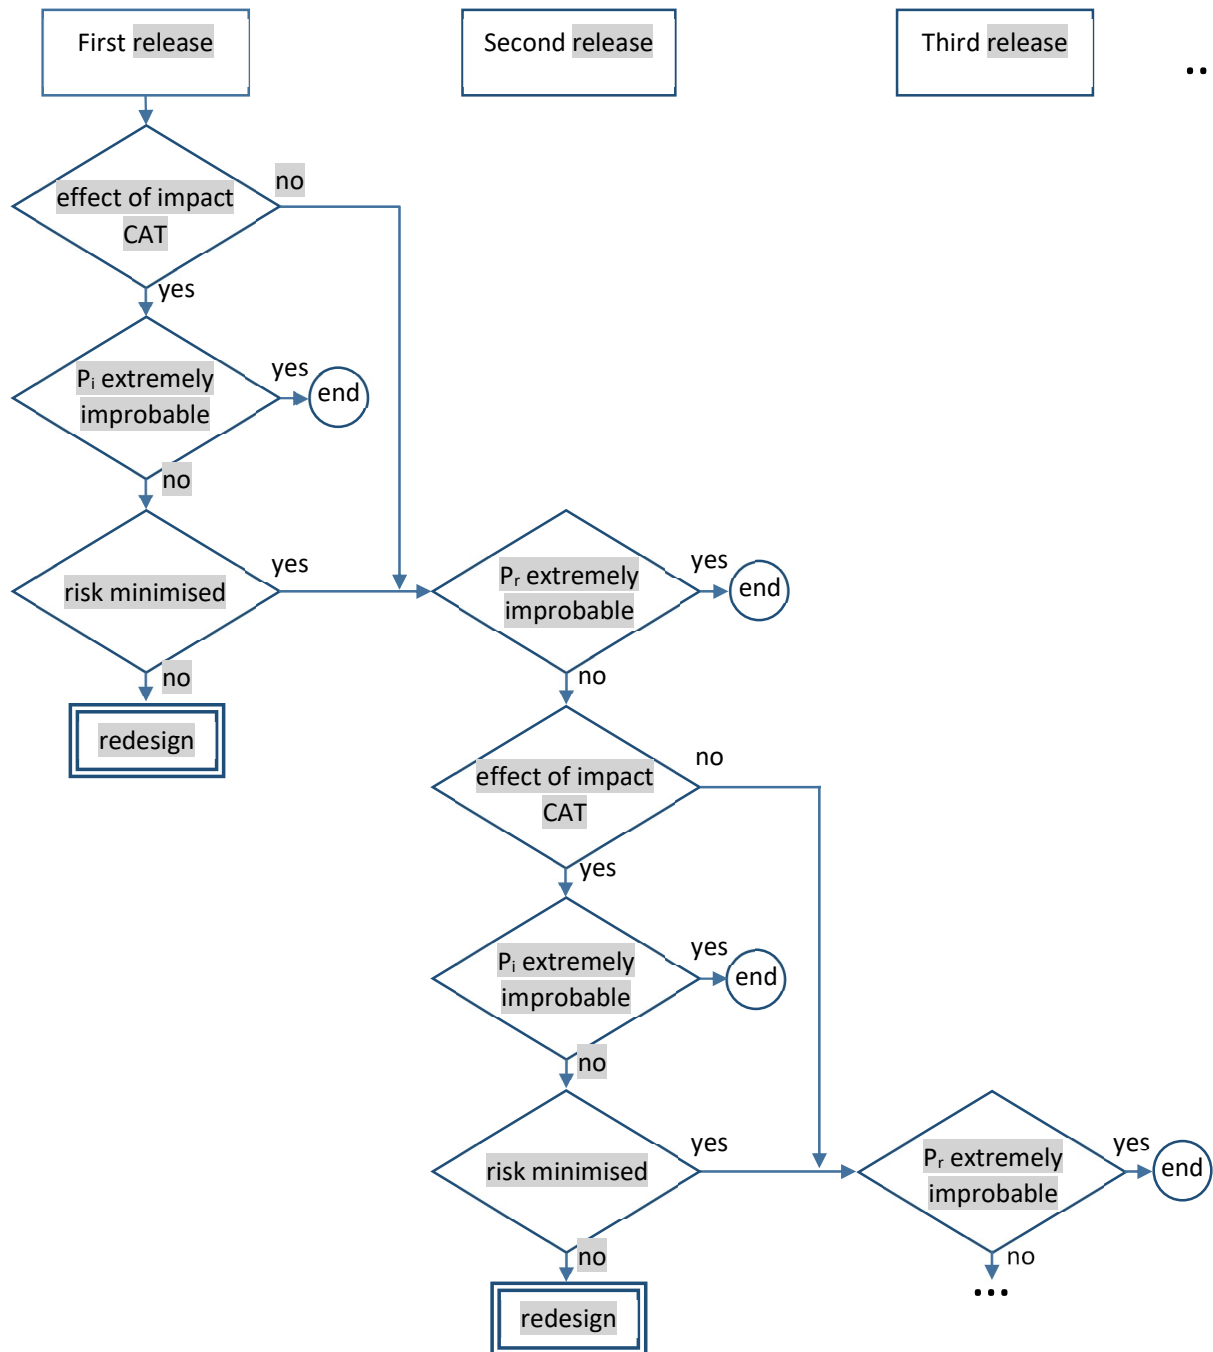 First release
Second release
Third release
..
effect of impact
CAT
no
yes
Pᵢ extremely
improbable
yes
end
no
risk minimised
yes
no
redesign
Pᵣ extremely
improbable
yes
end
no
effect of impact
CAT
no
yes
Pᵢ extremely
improbable
yes
end
no
risk minimised
yes
no
redesign
Pᵣ extremely
improbable
yes
end
no
...